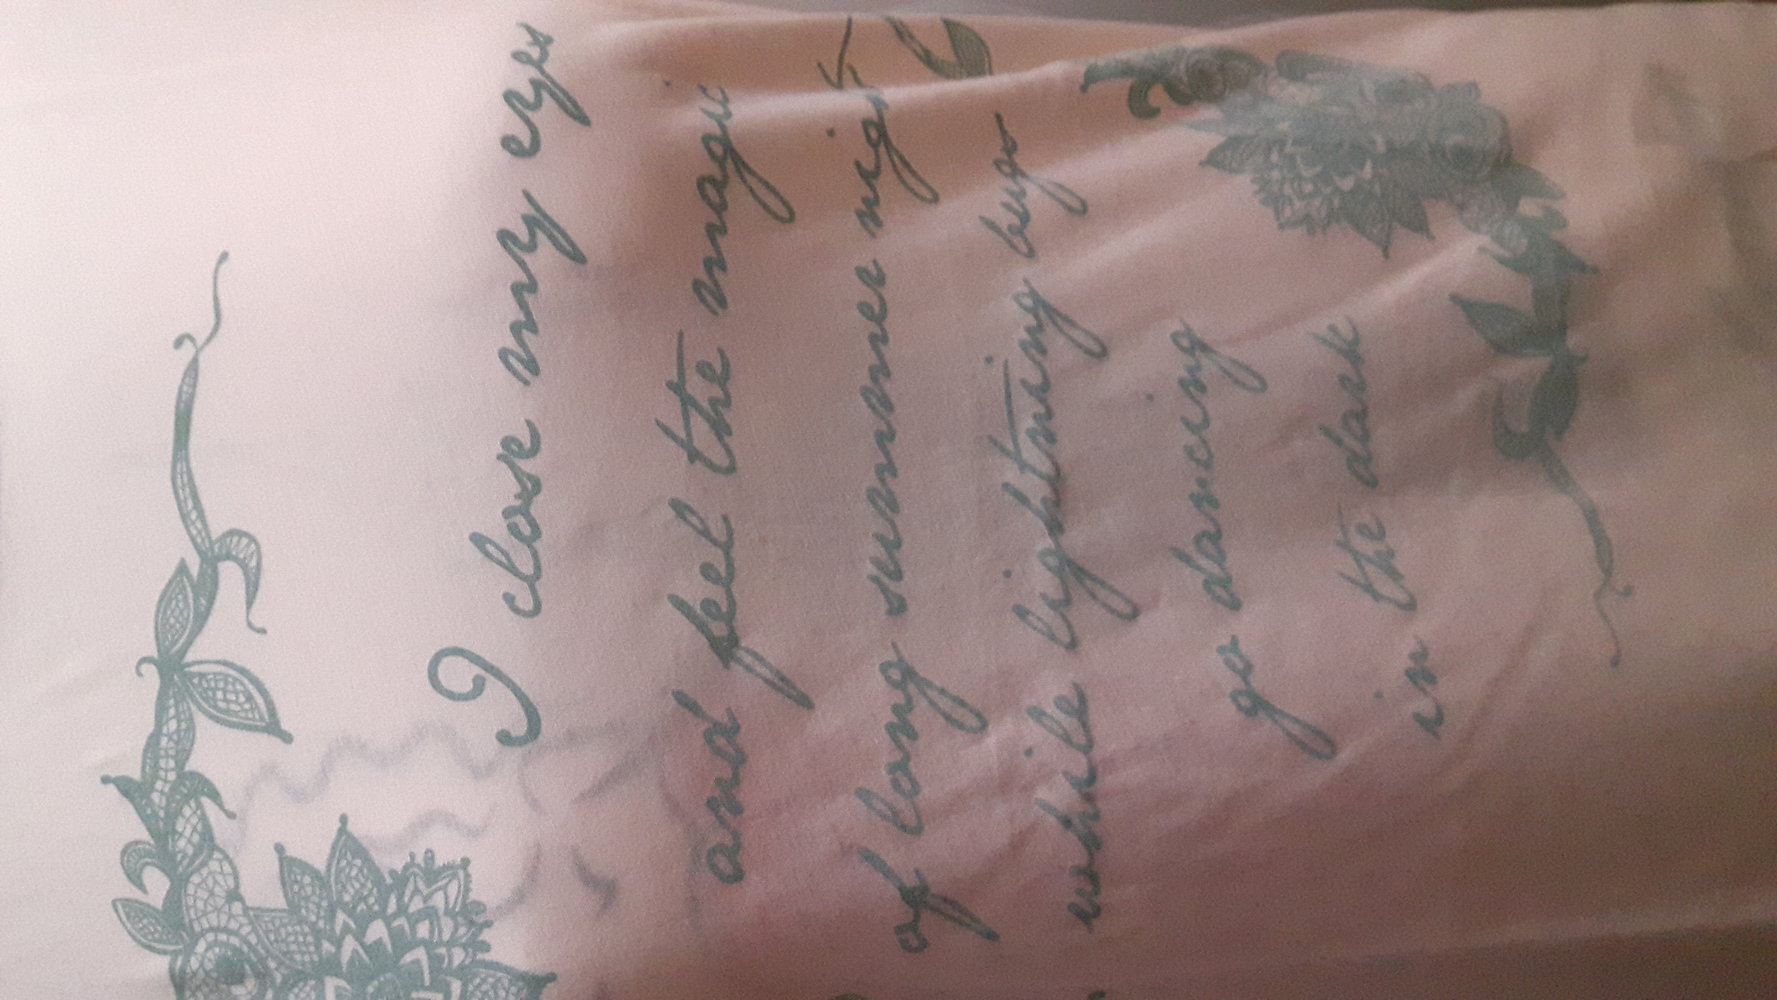 I close my eyes
and feel the magic
of long summer nights
while lightning bugs
go dancing
in the dark